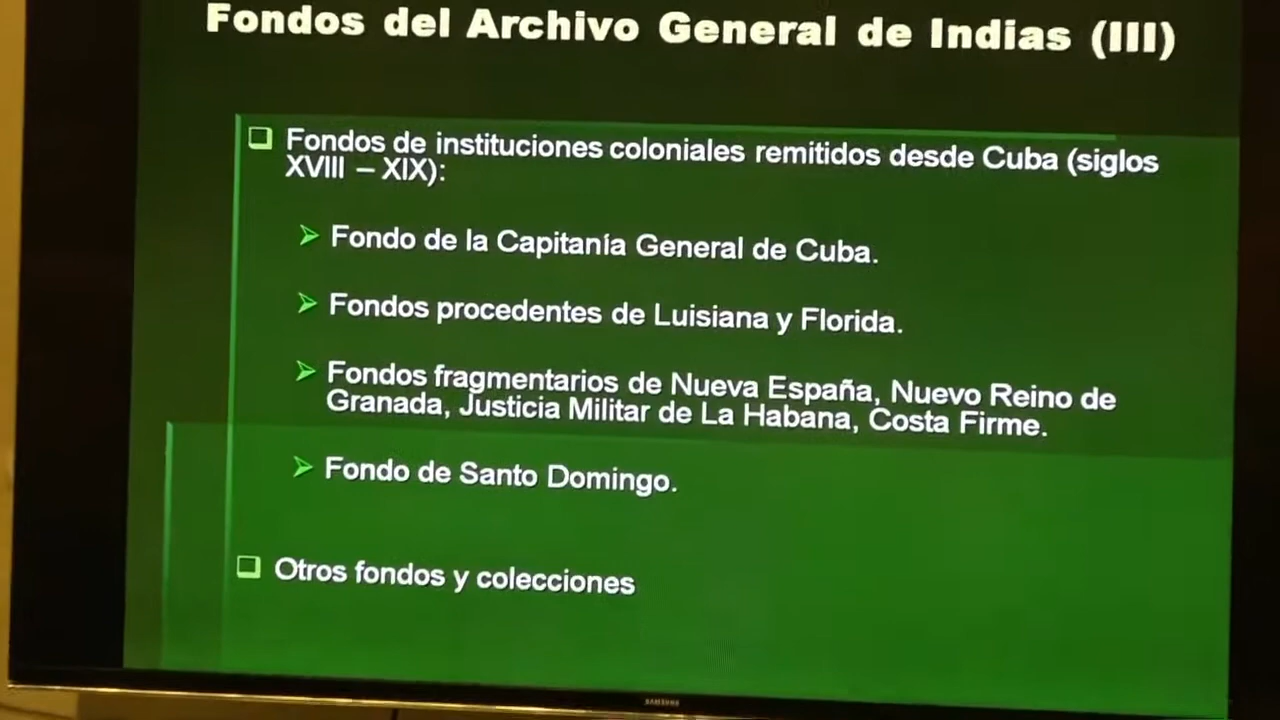 Fondos del Archivo General de Indias (III)
Fondos de instituciones coloniales remitidos desde Cuba (siglos
XVIII – XIX):
Fondo de la Capitanía General de Cuba.
Fondos procedentes de Luisiana y Florida.
Fondos fragmentarios de Nueva España, Nuevo Reino de
Granada, Justicia Militar de La Habana, Costa Firme.
Fondo de Santo Domingo.
Otros fondos y colecciones
SAMSUNG